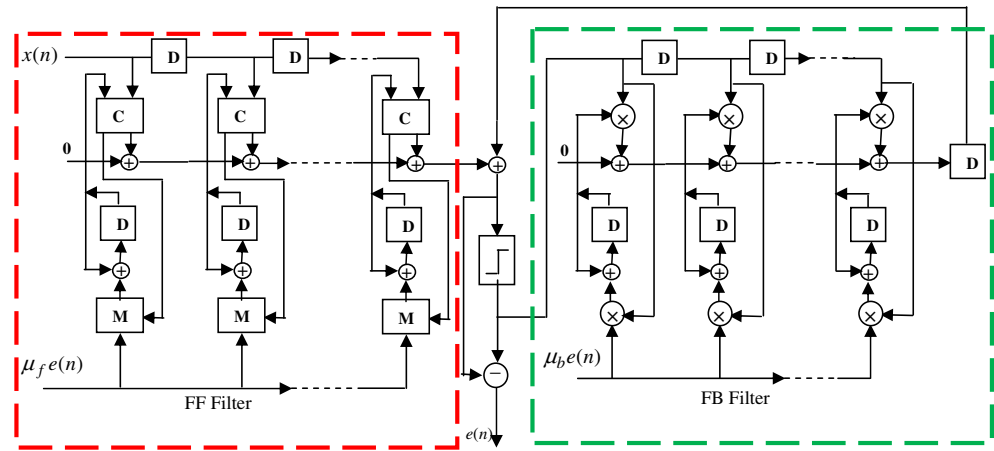 x(n)
D
D
D
D
C
C
C
×
×
×
0
0
D
D
D
D
D
D
D
M
M
M
×
×
×
μ_f e(n)
μ_b e(n)
FF Filter
FB Filter
e(n)